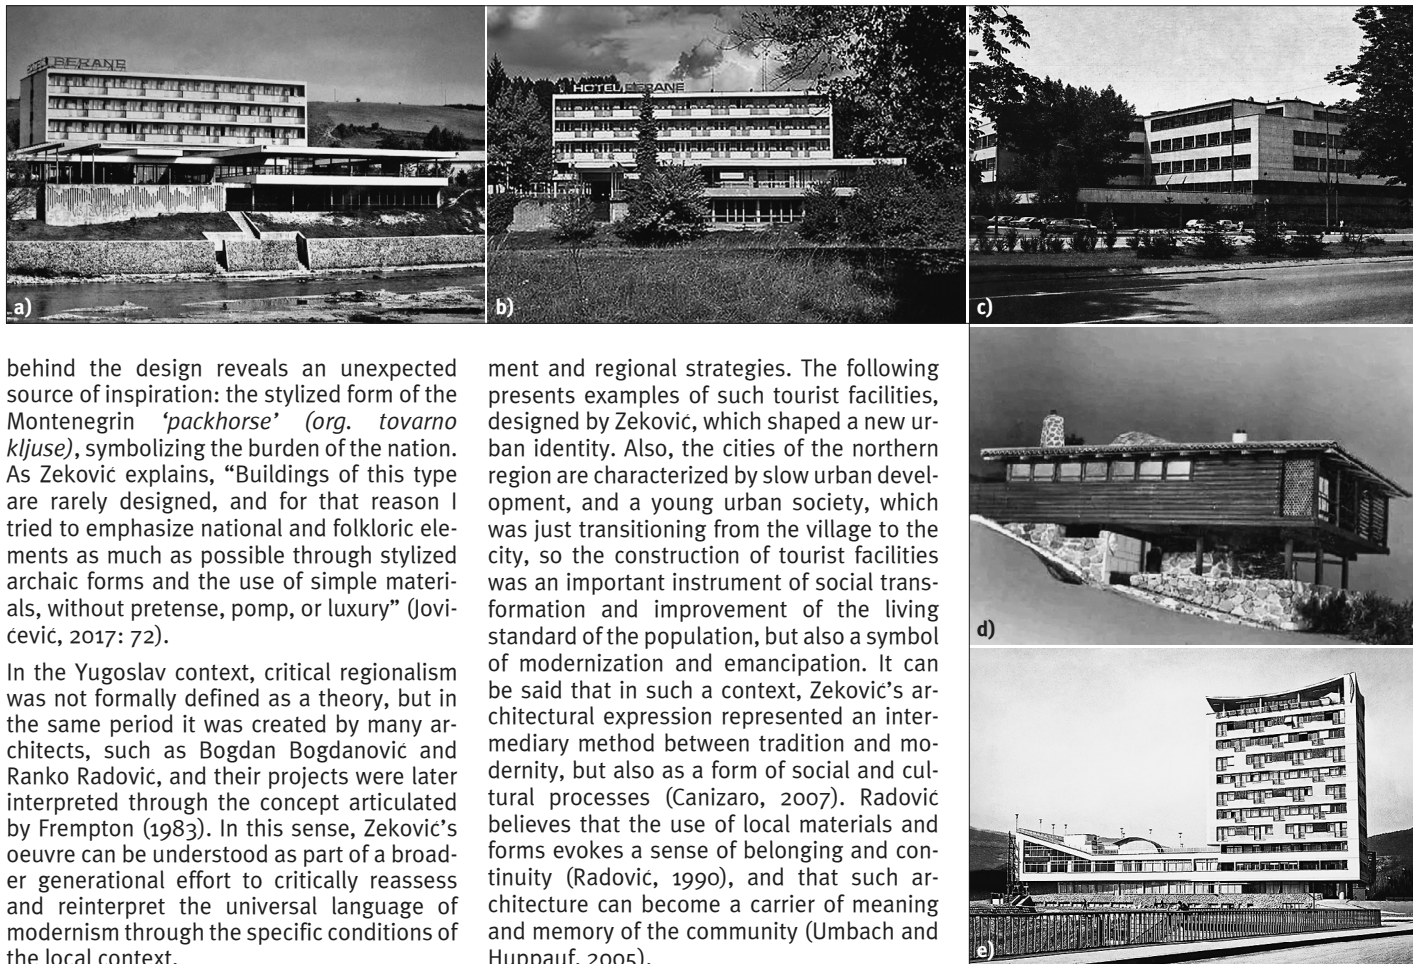 HOTEL BERANE
a)
HOTEL BERANE
b)
c)
d)
e)
behind the design reveals an unexpected
source of inspiration: the stylized form of the
Montenegrin ‘packhorse’ (org. tovarno
kljuse), symbolizing the burden of the nation.
As Zeković explains, “Buildings of this type
are rarely designed, and for that reason I
tried to emphasize national and folkloric ele-
ments as much as possible through stylized
archaic forms and the use of simple materi-
als, without pretense, pomp, or luxury” (Jovi-
ćević, 2017: 72).
In the Yugoslav context, critical regionalism
was not formally defined as a theory, but in
the same period it was created by many ar-
chitects, such as Bogdan Bogdanović and
Ranko Radović, and their projects were later
interpreted through the concept articulated
by Frempton (1983). In this sense, Zeković’s
oeuvre can be understood as part of a broad-
er generational effort to critically reassess
and reinterpret the universal language of
modernism through the specific conditions of
the local context.
ment and regional strategies. The following
presents examples of such tourist facilities,
designed by Zeković, which shaped a new ur-
ban identity. Also, the cities of the northern
region are characterized by slow urban devel-
opment, and a young urban society, which
was just transitioning from the village to the
city, so the construction of tourist facilities
was an important instrument of social trans-
formation and improvement of the living
standard of the population, but also a symbol
of modernization and emancipation. It can
be said that in such a context, Zeković’s ar-
chitectural expression represented an inter-
mediary method between tradition and mo-
dernity, but also as a form of social and cul-
tural processes (Canizaro, 2007). Radović
believes that the use of local materials and
forms evokes a sense of belonging and con-
tinuity (Radović, 1990), and that such ar-
chitecture can become a carrier of meaning
and memory of the community (Umbach and
Huppauf, 2005).